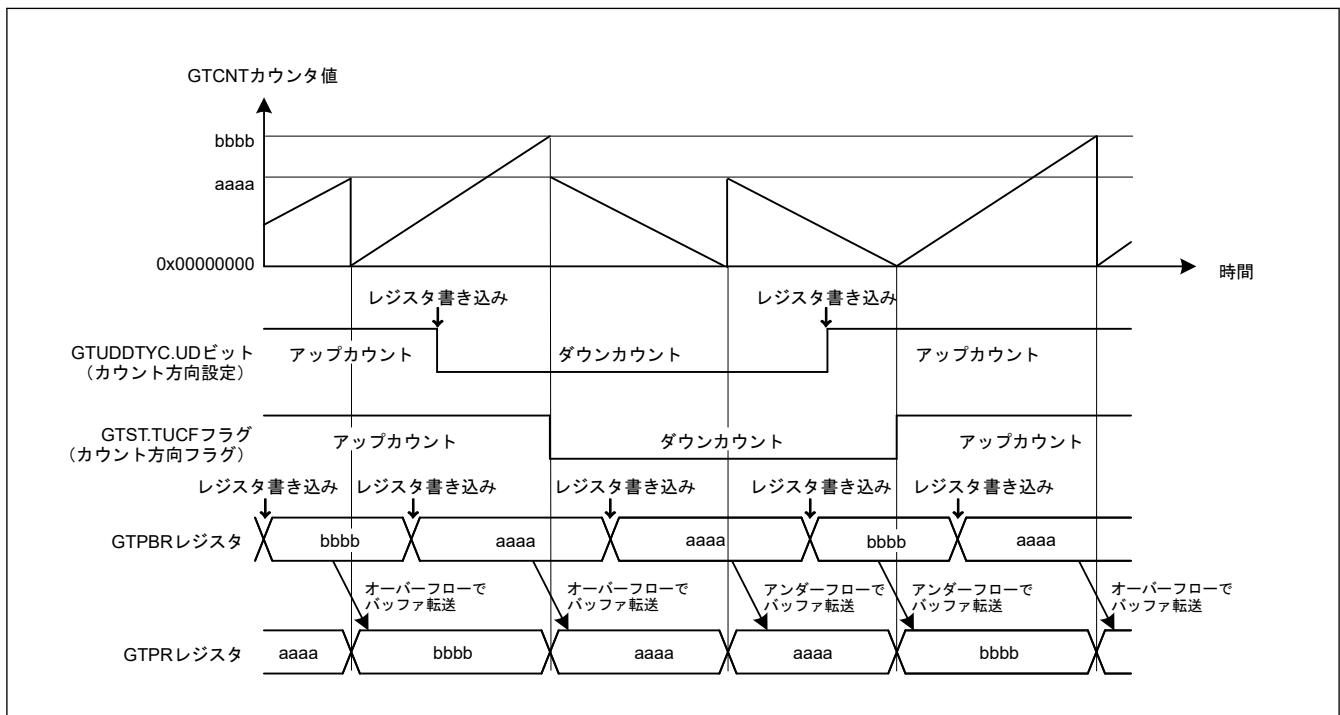 GTCNTカウンタ値
bbbb
aaaa
0x00000000
時間
レジスタ書き込み
レジスタ書き込み
GTUDDTYC.UDビット
（カウント方向設定）
アップカウント
ダウンカウント
アップカウント
GTST.TUCFフラグ
（カウント方向フラグ）
アップカウント
ダウンカウント
アップカウント
レジスタ書き込み
レジスタ書き込み
レジスタ書き込み
レジスタ書き込み
レジスタ書き込み
GTPBRレジスタ
bbbb
aaaa
aaaa
bbbb
aaaa
オーバーフローで
バッファ転送
オーバーフローで
バッファ転送
アンダーフローで
バッファ転送
アンダーフローで
バッファ転送
オーバーフローで
バッファ転送
GTPRレジスタ
aaaa
bbbb
aaaa
aaaa
bbbb